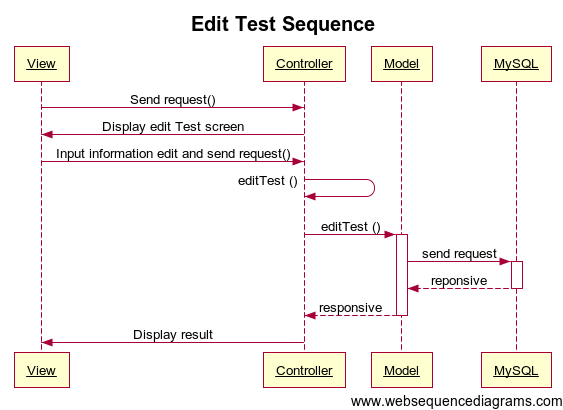 Edit Test Sequence
View Controller Model MySQL
Send request()
Display edit Test screen
Input information edit and send request()
editTest ()
editTest ()
send request
reponsive
responsive
Display result
View Controller Model MySQL
www.websequencediagrams.com